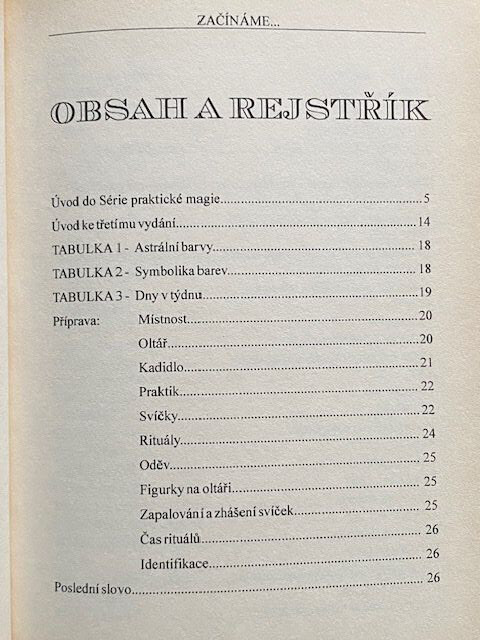 ZAČÍNÁME...
OBSAH A REJSTŘÍK
Úvod do Série praktické magie..........5
Úvod ke třetímu vydání..........14
TABULKA 1 - Astrální barvy..........18
TABULKA 2 - Symbolika barev..........18
TABULKA 3 - Dny v týdnu..........19
Příprava: Místnost..........20
Oltář..........20
Kadidlo..........21
Praktik..........22
Svíčky..........22
Rituály..........24
Oděv..........25
Figurky na oltáři..........25
Zapalování a zhášení svíček..........25
Čas rituálů..........26
Identifikace..........26
Poslední slovo..........26